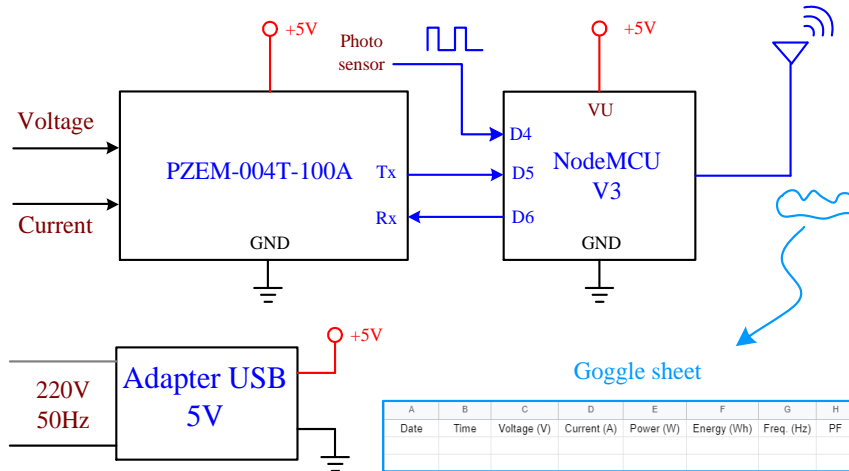 +5V
Photo
sensor
+5V
VU
Voltage
Current
PZEM-004T-100A
Tx
Rx
GND
D4
D5
D6
NodeMCU
V3
GND
220V
50Hz
Adapter USB
5V
+5V
Goggle sheet
A B C D E F G H
Date Time Voltage (V) Current (A) Power (W) Energy (Wh) Freq. (Hz) PF